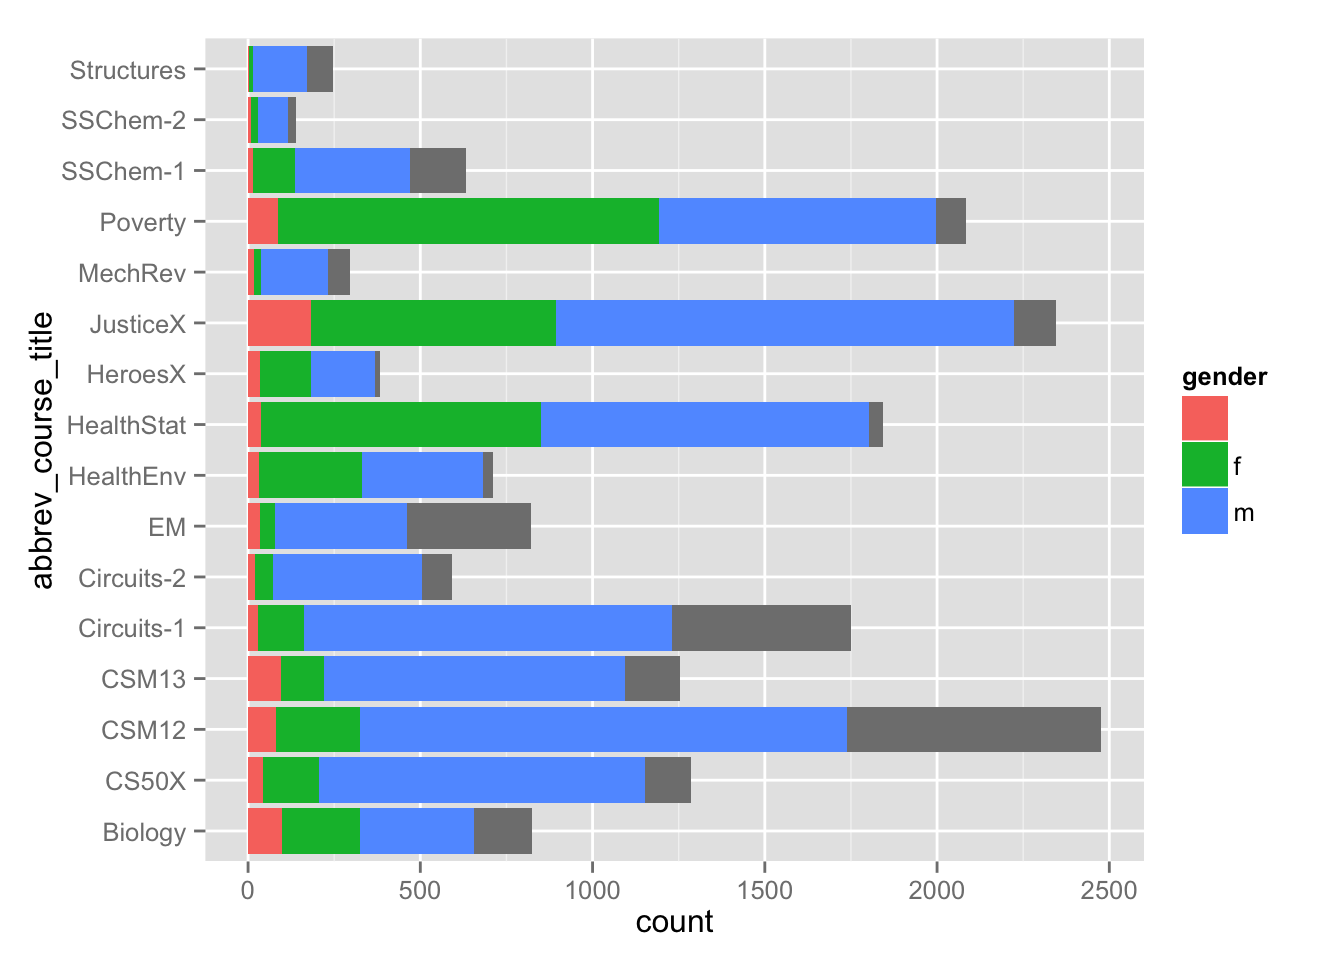 Structures
SSChem-2
SSChem-1
Poverty
MechRev
JusticeX
HeroesX
HealthStat
HealthEnv
EM
Circuits-2
Circuits-1
CSM13
CSM12
CS50X
Biology
abbrev_course_title
0 500 1000 1500 2000 2500
count
gender
f
m